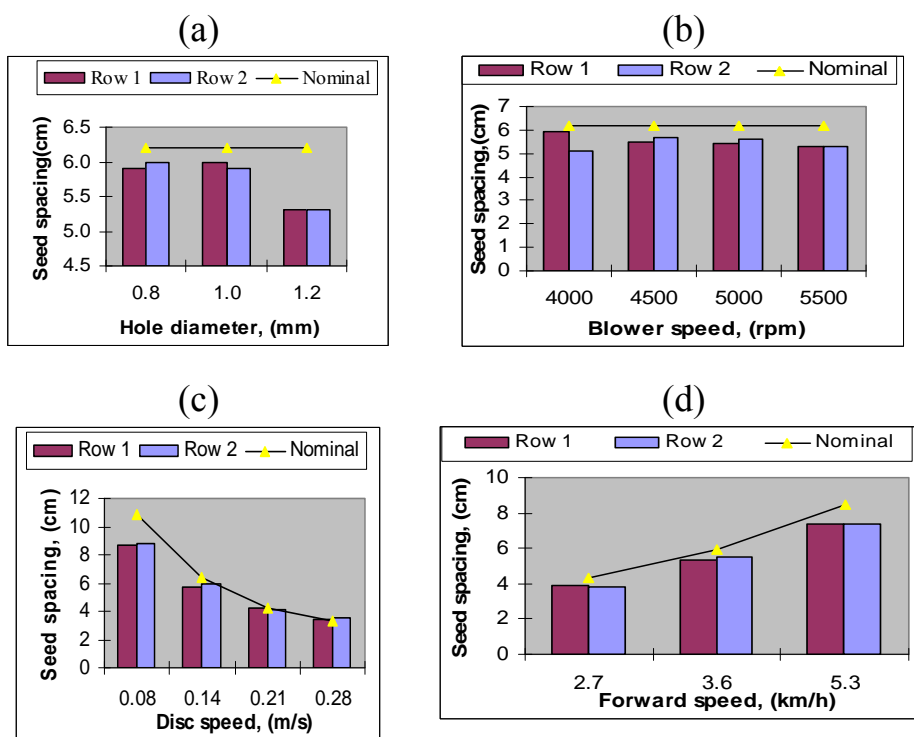 (a)
Row 1 Row 2 Nominal
Seed spacing(cm)
6.5
6.0
5.5
5.0
4.5
0.8 1.0 1.2
Hole diameter, (mm)
(b)
Row 1 Row 2 Nominal
Seed spacing,(cm)
7
6
5
4
3
2
1
0
4000 4500 5000 5500
Blower speed, (rpm)
(c)
Row 1 Row 2 Nominal
Seed spacing, (cm)
12
10
8
6
4
2
0
0.08 0.14 0.21 0.28
Disc speed, (m/s)
(d)
Row 1 Row 2 Nominal
Seed spacing, (cm)
10
8
6
4
2
0
2.7 3.6 5.3
Forward speed, (km/h)